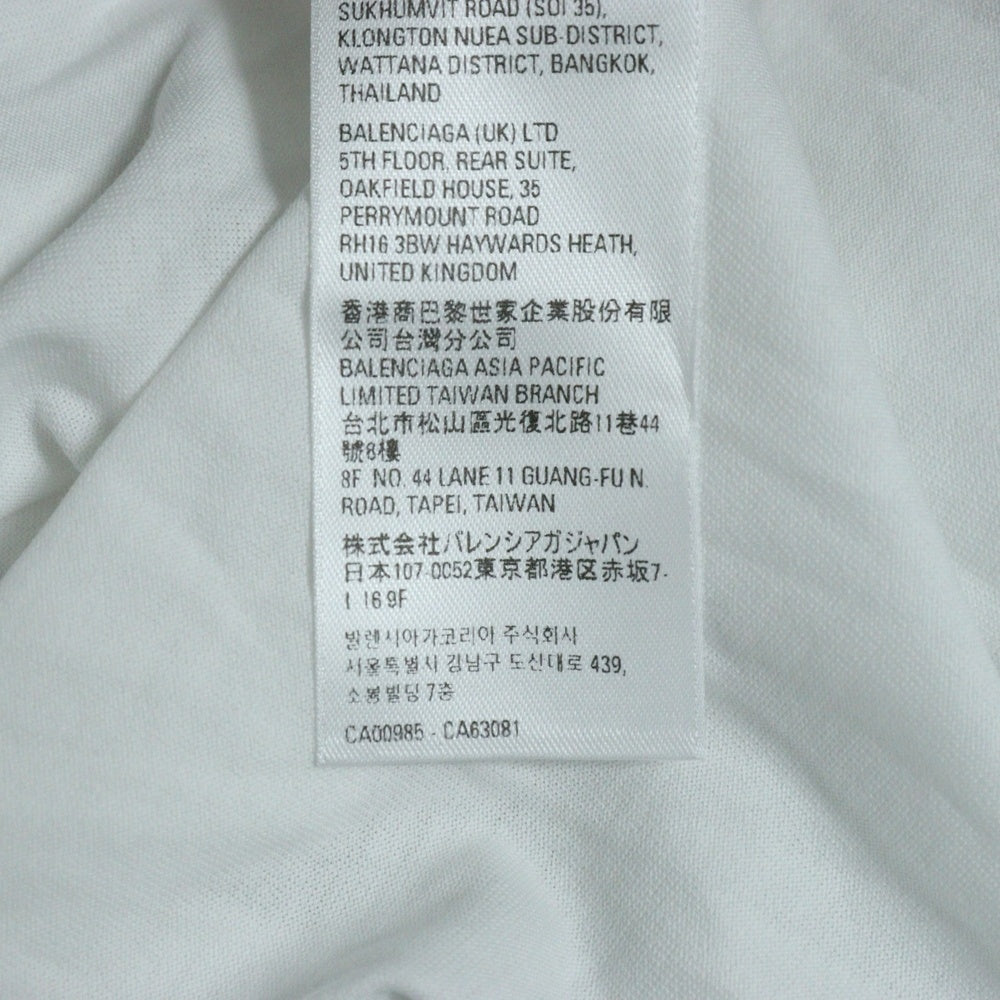 SUKHUMVIT ROAD (SOI 35),
KLONGTON NUEA SUB-DISTRICT,
WATTANA DISTRICT, BANGKOK,
THAILAND
BALENCIAGA (UK) LTD
5TH FLOOR, REAR SUITE,
OAKFIELD HOUSE, 35
PERRYMOUNT ROAD
RH16 3BW HAYWARDS HEATH,
UNITED KINGDOM
香港商巴黎世家企業股份有限
公司台灣分公司
BALENCIAGA ASIA PACIFIC
LIMITED TAIWAN BRANCH
台北市松山區光復北路11巷44
號8樓
8F NO. 44 LANE 11 GUANG-FU N.
ROAD, TAPEI, TAIWAN
株式会社バレンシアガジャパン
日本107-0052東京都港区赤坂7-
1 16 9F
발렌시아가코리아 주식회사
서울특별시 강남구 도산대로 439,
소봉빌딩 7층
CA00985 - CA63081